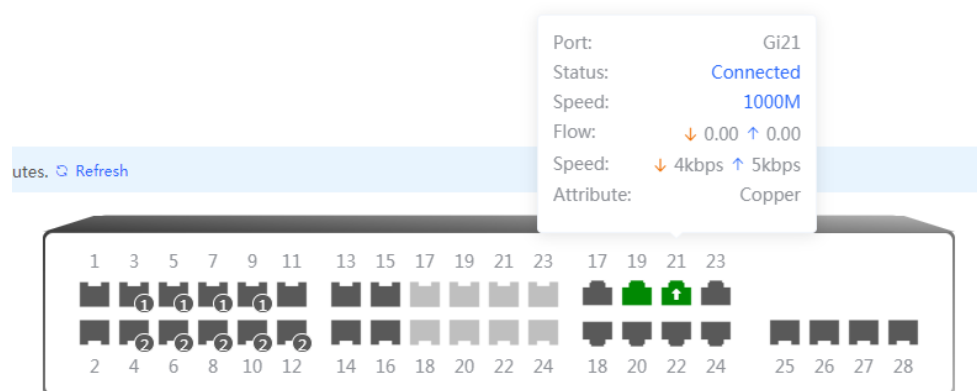 Port: Gi21
Status: Connected
Speed: 1000M
Flow: ↓ 0.00 ↑ 0.00
Speed: ↓ 4kbps ↑ 5kbps
Attribute: Copper
utes. Refresh
1 3 5 7 9 11 13 15 17 19 21 23 17 19 21 23
1 1 1 1
2 2 2 2 2
2 4 6 8 10 12 14 16 18 20 22 24 18 20 22 24 25 26 27 28